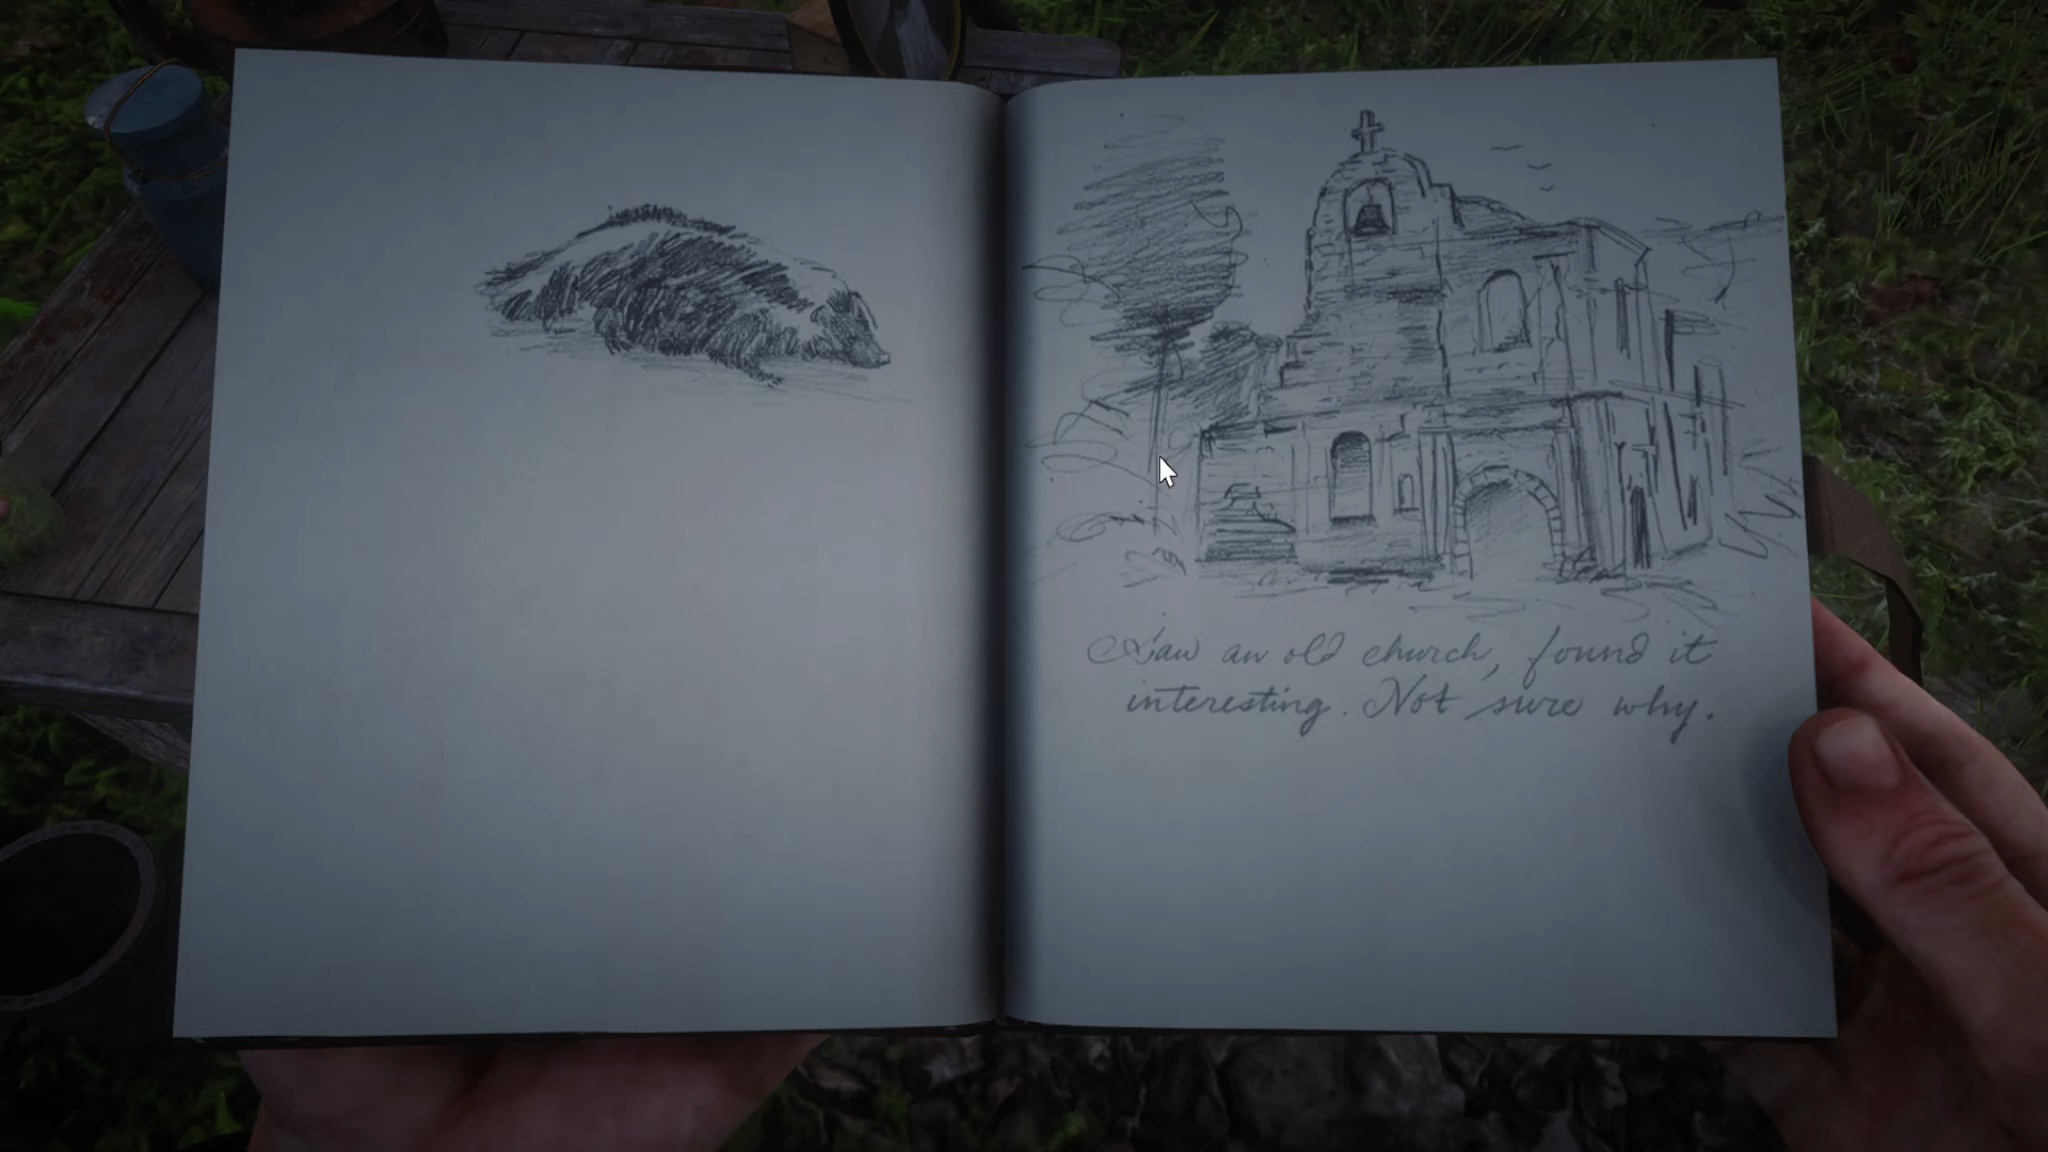 Saw an old church, found it
interesting. Not sure why.